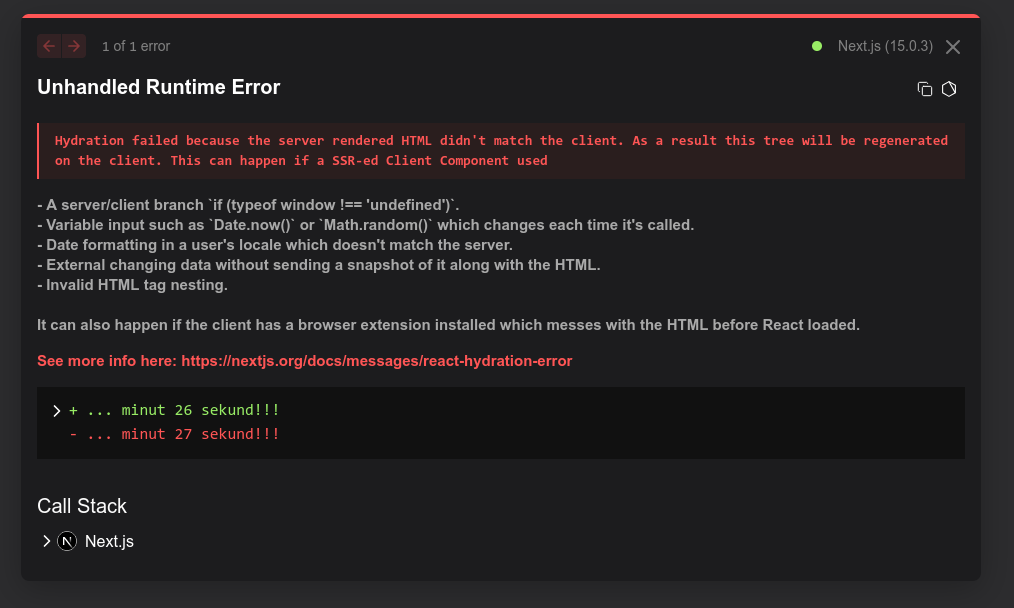 1 of 1 error
Next.js (15.0.3)
Unhandled Runtime Error
Hydration failed because the server rendered HTML didn't match the client. As a result this tree will be regenerated
on the client. This can happen if a SSR-ed Client Component used
- A server/client branch `if (typeof window !== 'undefined')`.
- Variable input such as `Date.now()` or `Math.random()` which changes each time it's called.
- Date formatting in a user's locale which doesn't match the server.
- External changing data without sending a snapshot of it along with the HTML.
- Invalid HTML tag nesting.
It can also happen if the client has a browser extension installed which messes with the HTML before React loaded.
See more info here: https://nextjs.org/docs/messages/react-hydration-error
+ ... minut 26 sekund!!!
- ... minut 27 sekund!!!
Call Stack
N Next.js